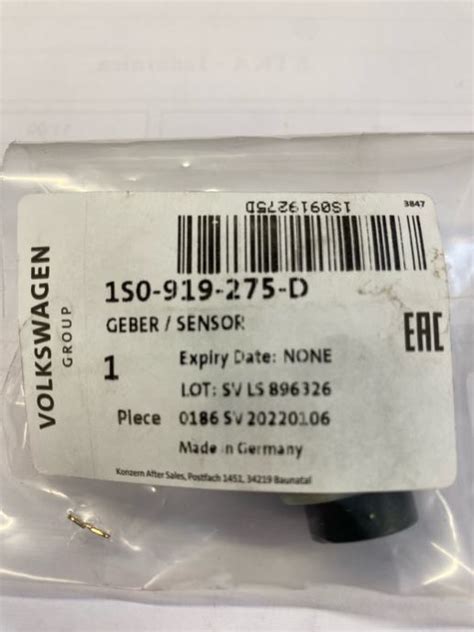 VOLKSWAGEN
GROUP
1S0919275D
3847
1S0-919-275-D
GEBER / SENSOR
EAC
1
Expiry Date: NONE
LOT: SV LS 896326
Piece 0186 SV 20220106
Made in Germany
Konzern After Sales, Postfach 1451, 34219 Baunatal